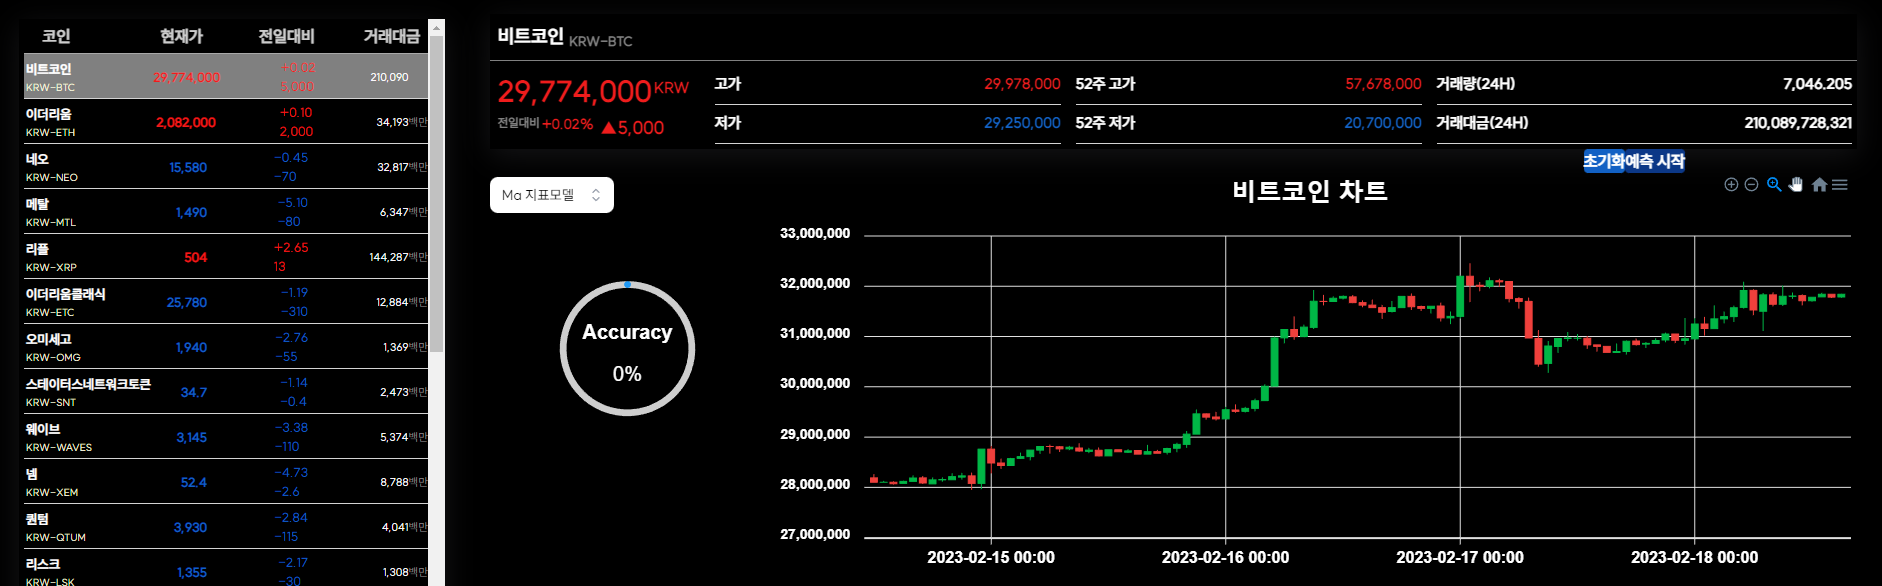 코인 현재가 전일대비 거래대금
비트코인 KRW-BTC 29,774,000 +0.02 5,000 210,090
이더리움 KRW-ETH 2,082,000 +0.10 2,000 34,193백만
네오 KRW-NEO 15,580 -0.45 -70 32,817백만
메탈 KRW-MTL 1,490 -5.10 -80 6,347백만
리플 KRW-XRP 504 +2.65 13 144,287백만
이더리움클래식 KRW-ETC 25,780 -1.19 -310 12,884백만
오미세고 KRW-OMG 1,940 -2.76 -55 1,369백만
스테이터스네트워크토큰 KRW-SNT 34.7 -1.14 -0.4 2,473백만
웨이브 KRW-WAVES 3,145 -3.38 -110 5,374백만
넴 KRW-XEM 52.4 -4.73 -2.6 8,788백만
퀀텀 KRW-QTUM 3,930 -2.84 -115 4,041백만
리스크 KRW-LSK 1,355 -2.17 -30 1,308백만
비트코인 KRW-BTC
29,774,000 KRW
전일대비 +0.02% ▲5,000
고가 29,978,000 52주 고가 57,678,000 거래량(24H) 7,046.205
저가 29,250,000 52주 저가 20,700,000 거래대금(24H) 210,089,728,321
초기화 예측 시작
Ma 지표모델
비트코인 차트
Accuracy
0%
33,000,000
32,000,000
31,000,000
30,000,000
29,000,000
28,000,000
27,000,000
2023-02-15 00:00 2023-02-16 00:00 2023-02-17 00:00 2023-02-18 00:00